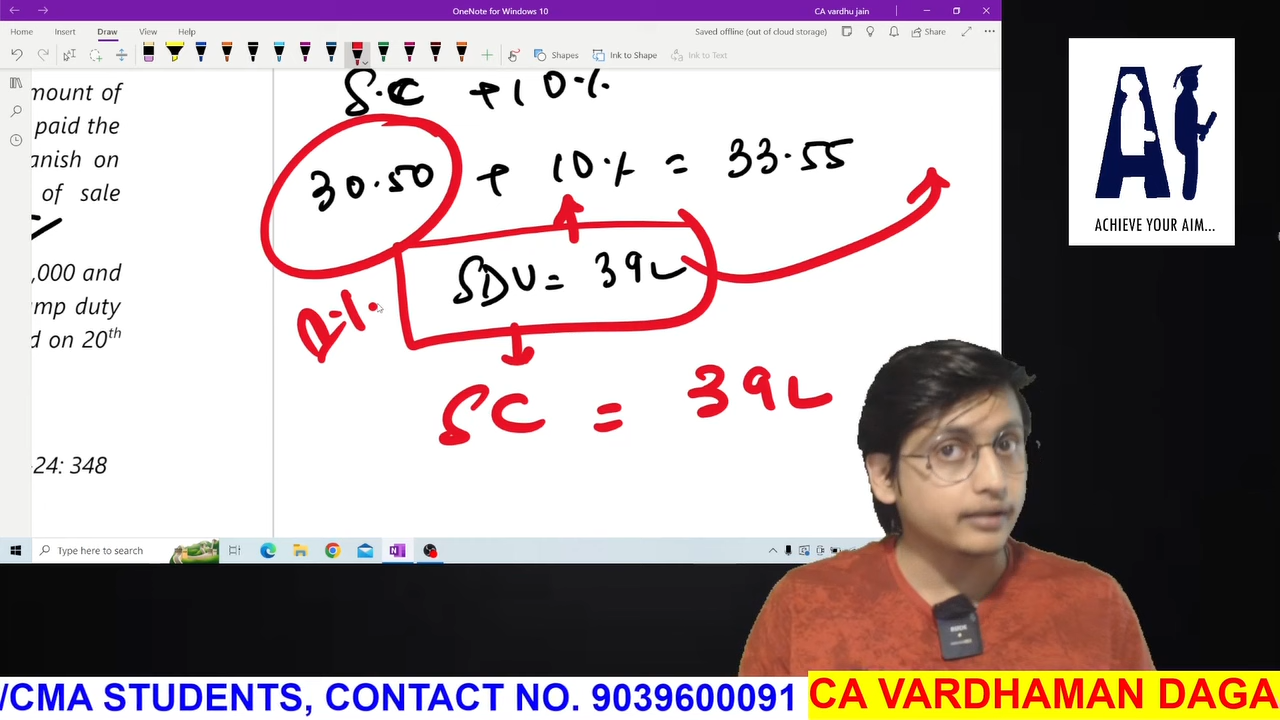 OneNote for Windows 10
CA vardhu jain
Home Insert Draw View Help
Saved offline (out of cloud storage)
Share
Shapes
Ink to Shape
Ink to Text
mount of
paid the
anish on
of sale
,000 and
mp duty
d on 20th
24: 348
S.C +10%
30.50 + 10% = 33.55
SDV = 39L
SC = 39L
ACHIEVE YOUR AIM...
Type here to search
/CMA STUDENTS, CONTACT NO. 9039600091
CA VARDHAMAN DAGA